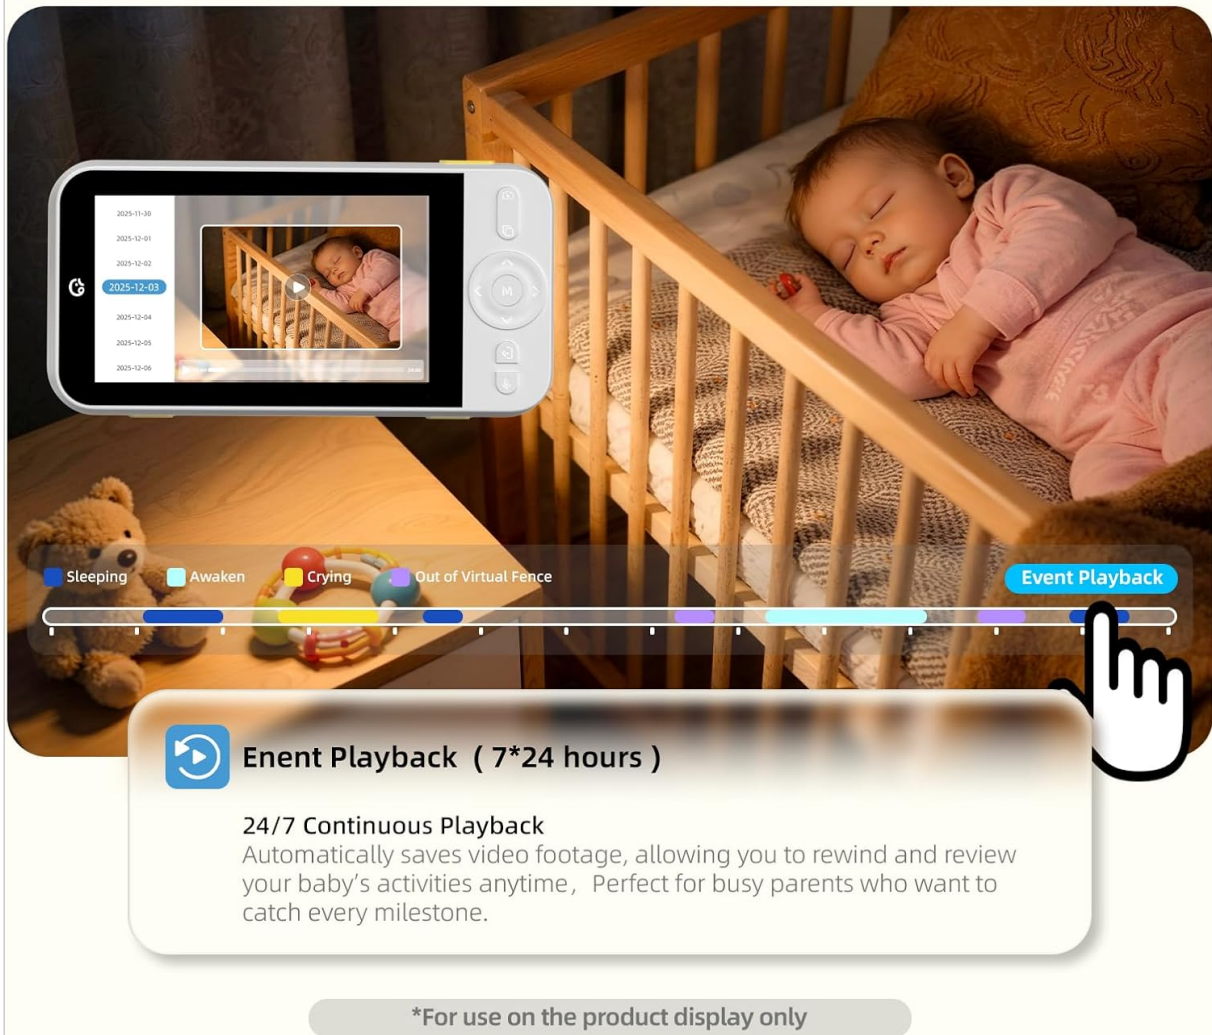 2025-11-30
2025-12-01
2025-12-02
2025-12-03
2025-12-04
2025-12-05
2025-12-06
M
Sleeping Awaken Crying Out of Virtual Fence
Event Playback
Enent Playback ( 7*24 hours )
24/7 Continuous Playback
Automatically saves video footage, allowing you to rewind and review
your baby’s activities anytime, Perfect for busy parents who want to
catch every milestone.
*For use on the product display only